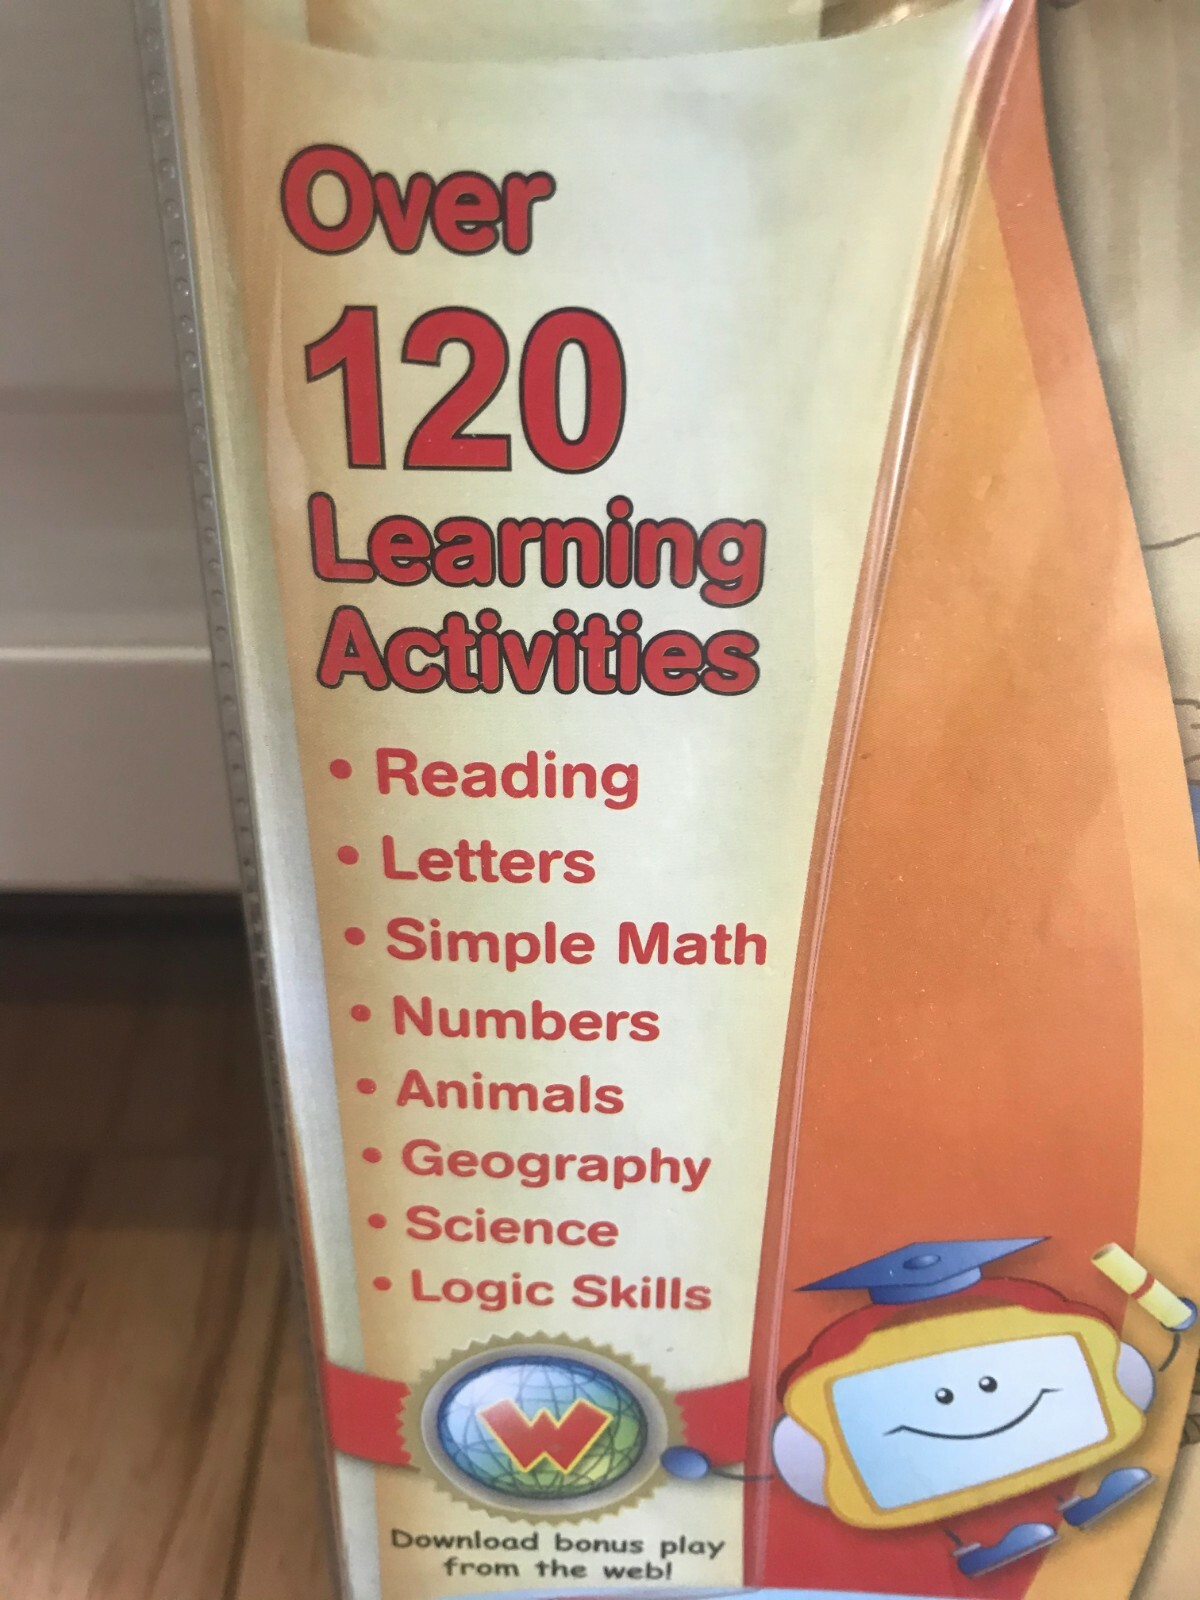 Over
120
Learning
Activities
• Reading
• Letters
• Simple Math
• Numbers
• Animals
• Geography
• Science
• Logic Skills
W
Download bonus play
from the web!